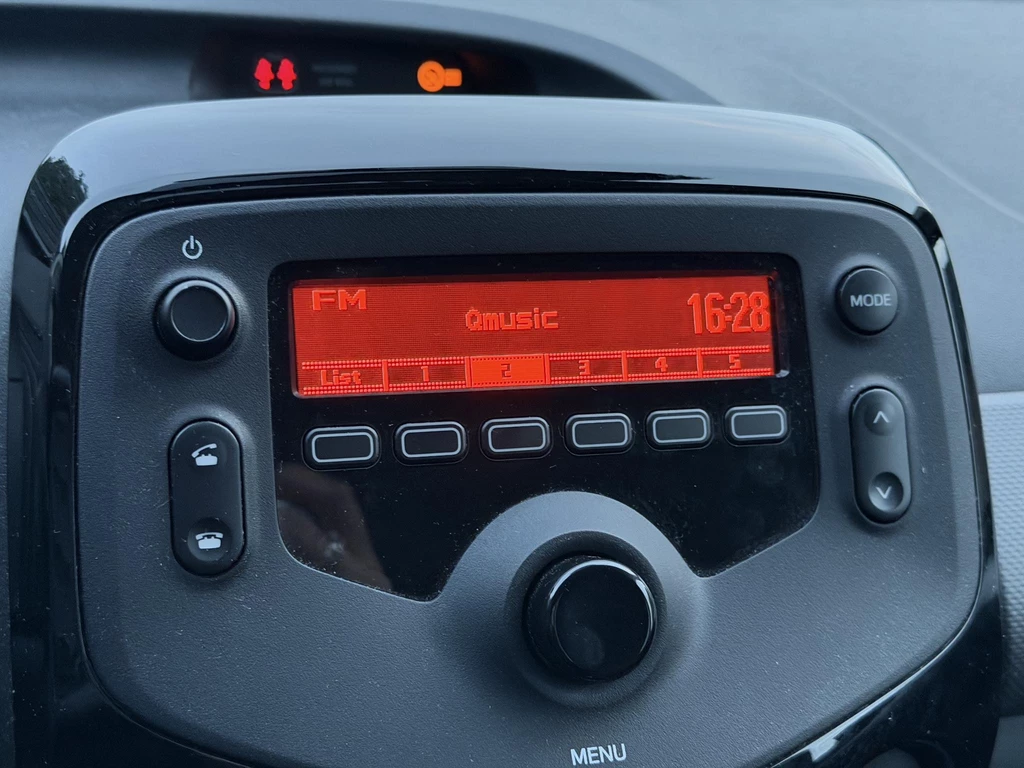 FM
Qmusic
16:28
List 1 2 3 4 5
MODE
MENU